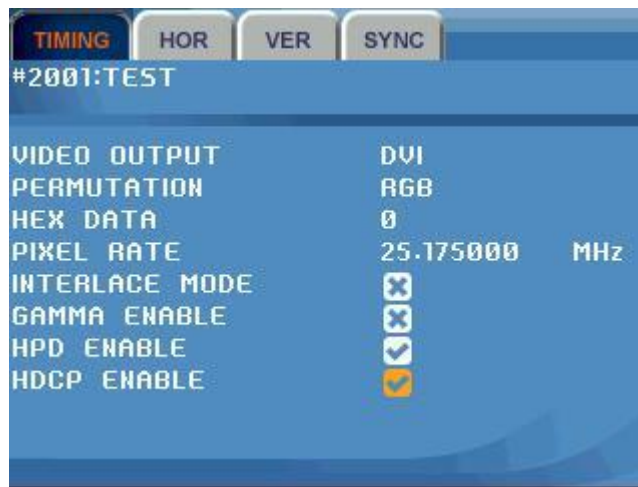 TIMING HOR VER SYNC
#2001:TEST
VIDEO OUTPUT DVI
PERMUTATION RGB
HEX DATA 0
PIXEL RATE 25.175000 MHz
INTERLACE MODE
GAMMA ENABLE
HPD ENABLE
HDCP ENABLE